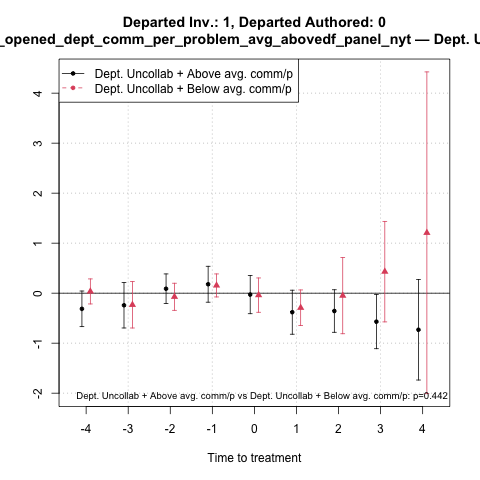 Departed Inv.: 1, Departed Authored: 0
_opened_dept_comm_per_problem_avg_abovedf_panel_nyt — Dept. U
Dept. Uncollab + Above avg. comm/p
Dept. Uncollab + Below avg. comm/p
4
3
2
1
0
-1
-2
Dept. Uncollab + Above avg. comm/p vs Dept. Uncollab + Below avg. comm/p: p=0.442
-4 -3 -2 -1 0 1 2 3 4
Time to treatment